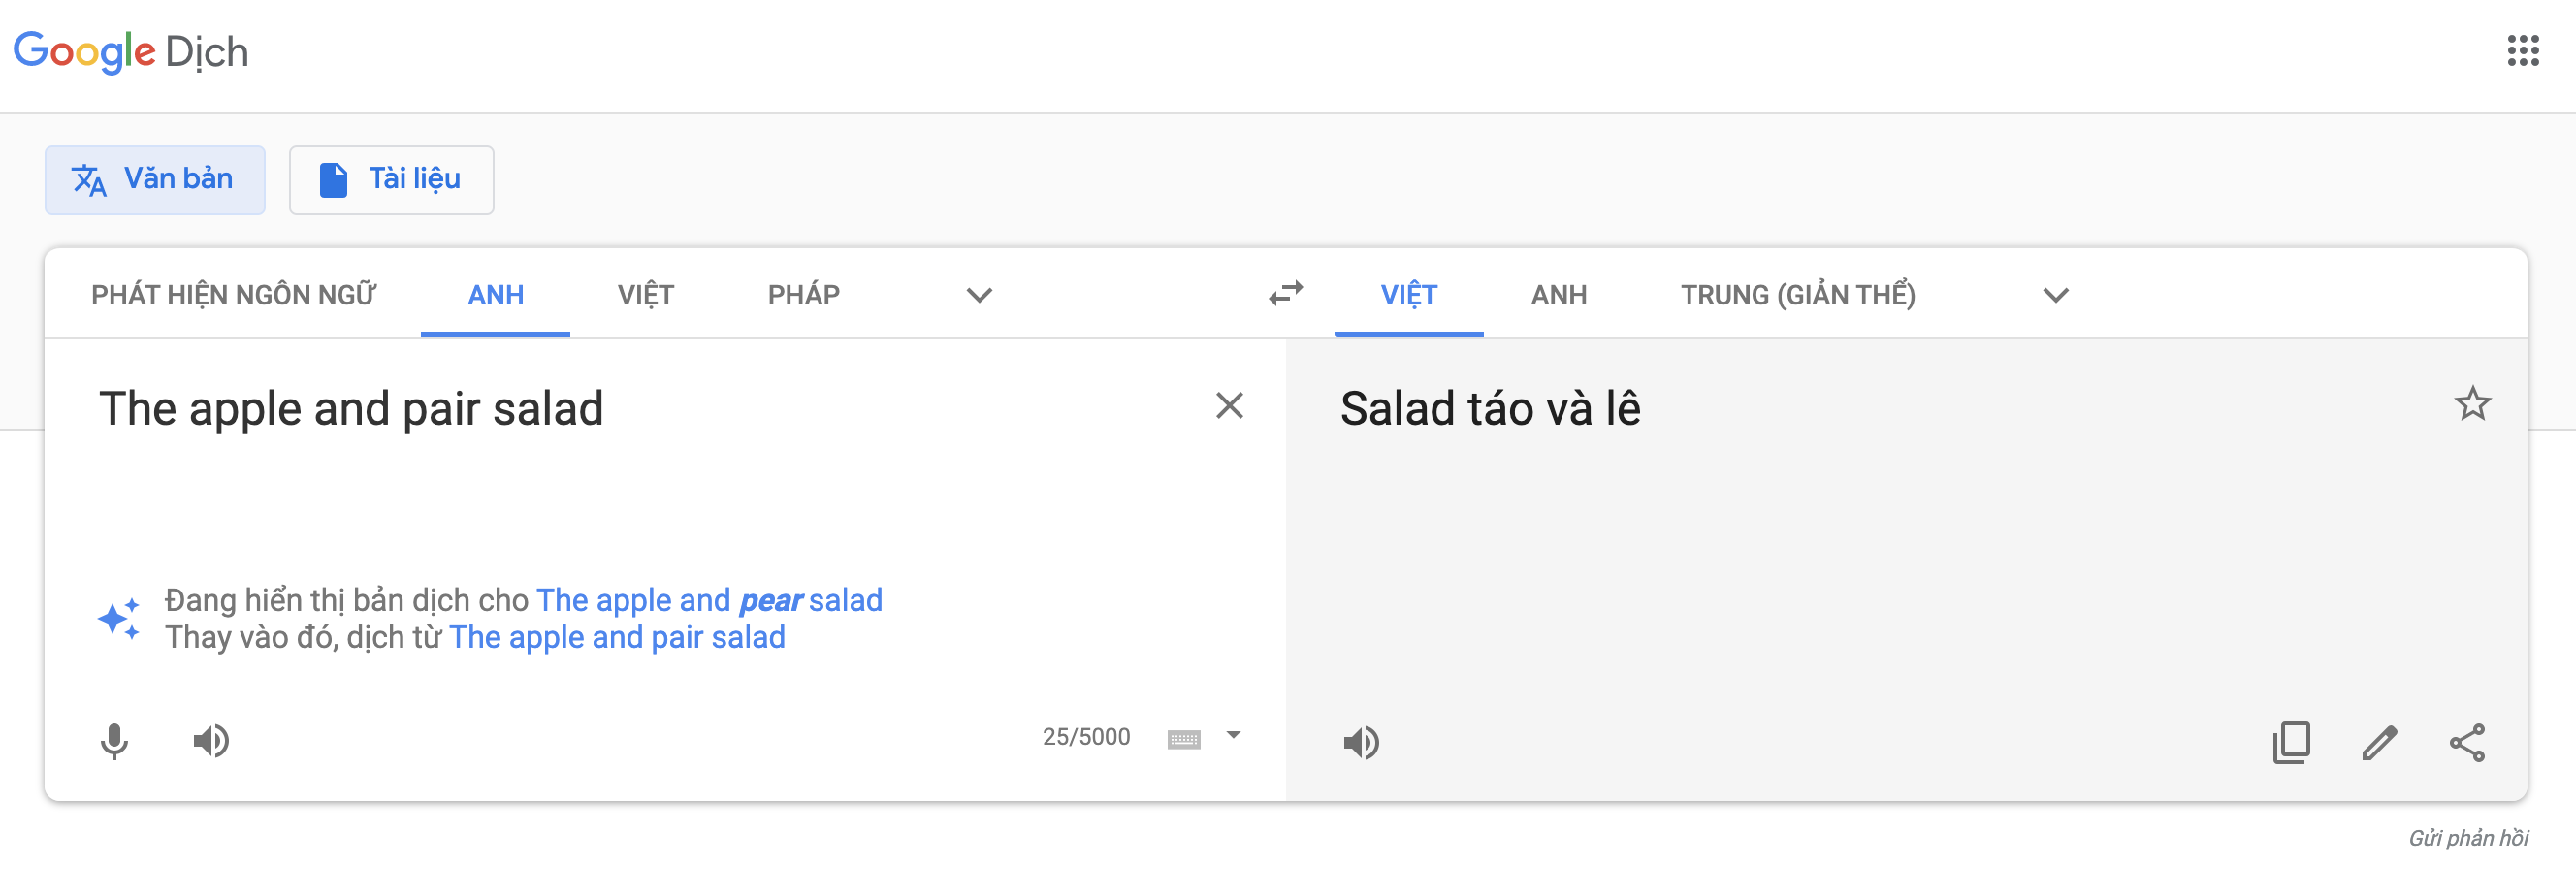 Google Dịch
Văn bản
Tài liệu
PHÁT HIỆN NGÔN NGỮ
ANH
VIỆT
PHÁP
VIỆT
ANH
TRUNG (GIẢN THỂ)
The apple and pair salad
Salad táo và lê
Đang hiển thị bản dịch cho The apple and pear salad
Thay vào đó, dịch từ The apple and pair salad
25/5000
Gửi phản hồi